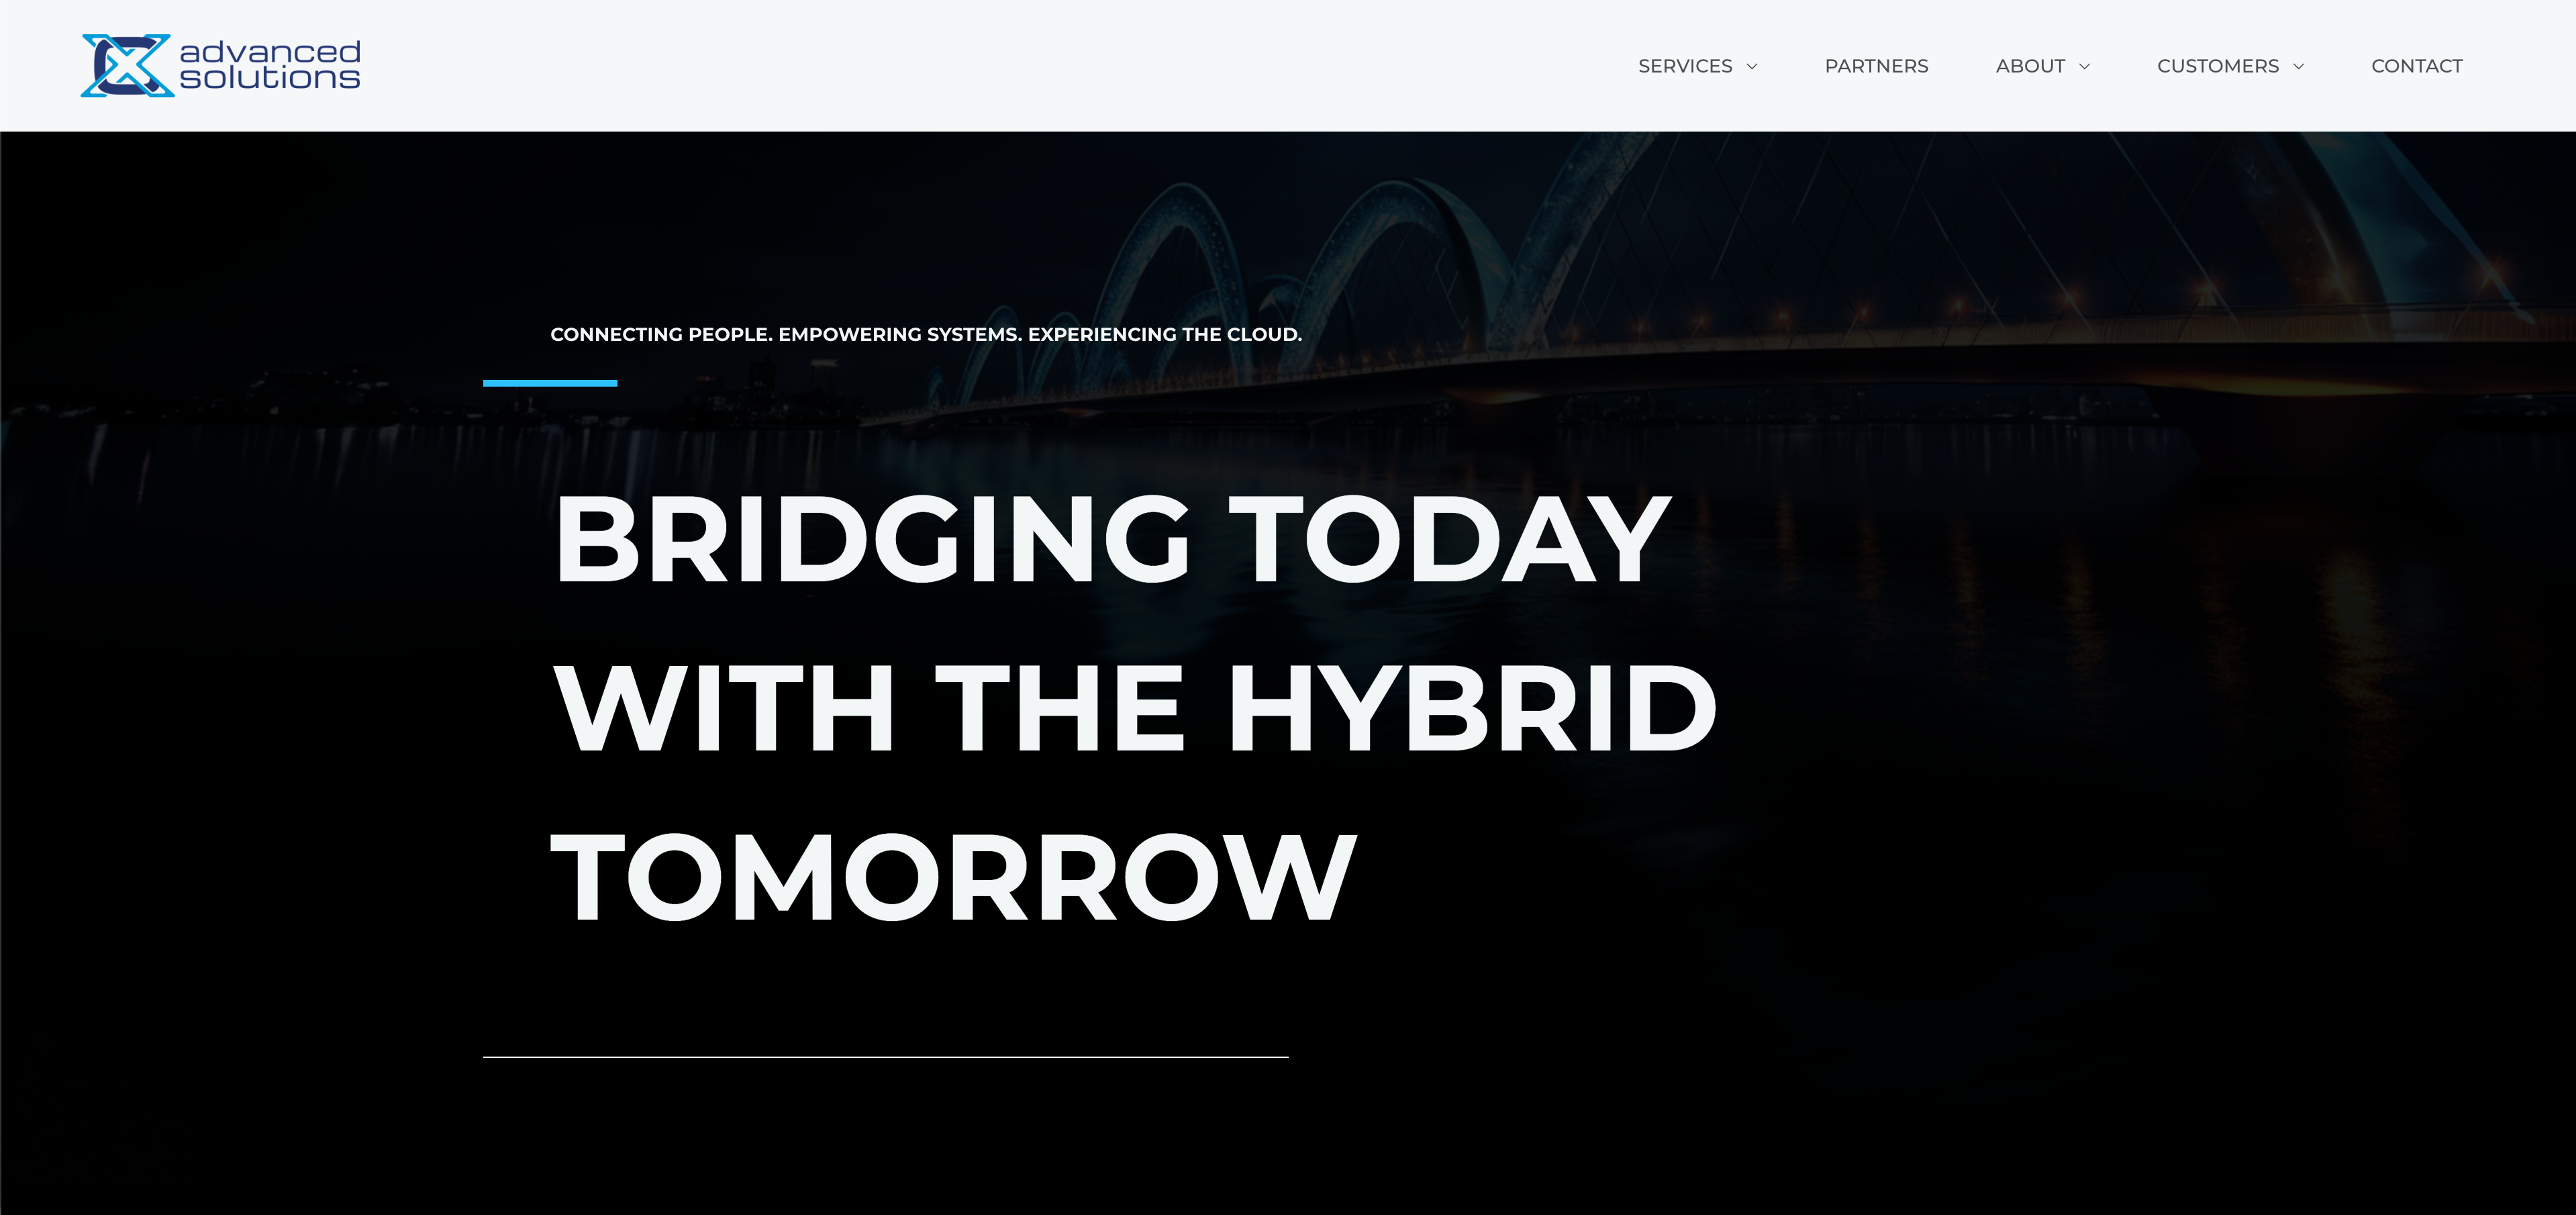 CX
advanced
solutions
SERVICES PARTNERS ABOUT CUSTOMERS CONTACT
CONNECTING PEOPLE. EMPOWERING SYSTEMS. EXPERIENCING THE CLOUD.
BRIDGING TODAY
WITH THE HYBRID
TOMORROW